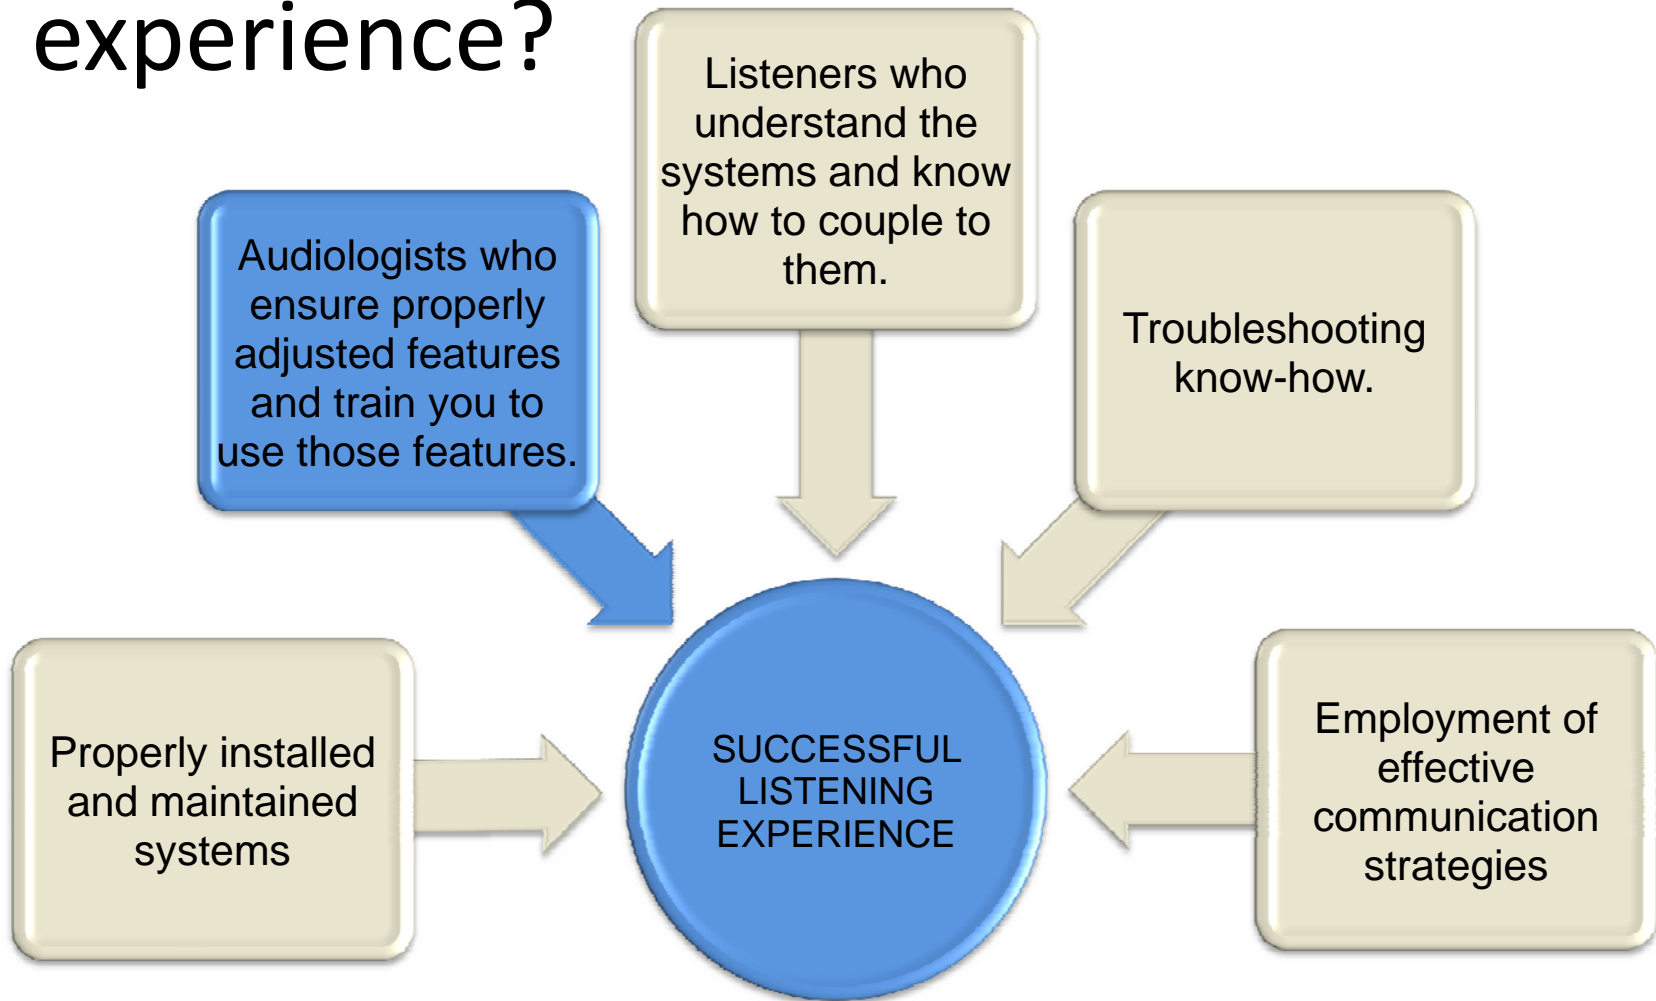 experience?
Listeners who
understand the
systems and know
how to couple to
them.
Audiologists who
ensure properly
adjusted features
and train you to
use those features.
Troubleshooting
know-how.
Properly installed
and maintained
systems
SUCCESSFUL
LISTENING
EXPERIENCE
Employment of
effective
communication
strategies